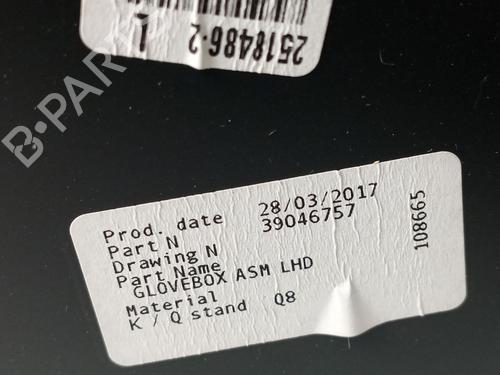 2518486-2
1
B-PARTS
Prod. date 28/03/2017
Part N 39046757
Drawing N
Part Name
GLOVEBOX ASM LHD
Material
K / Q stand Q8
108665